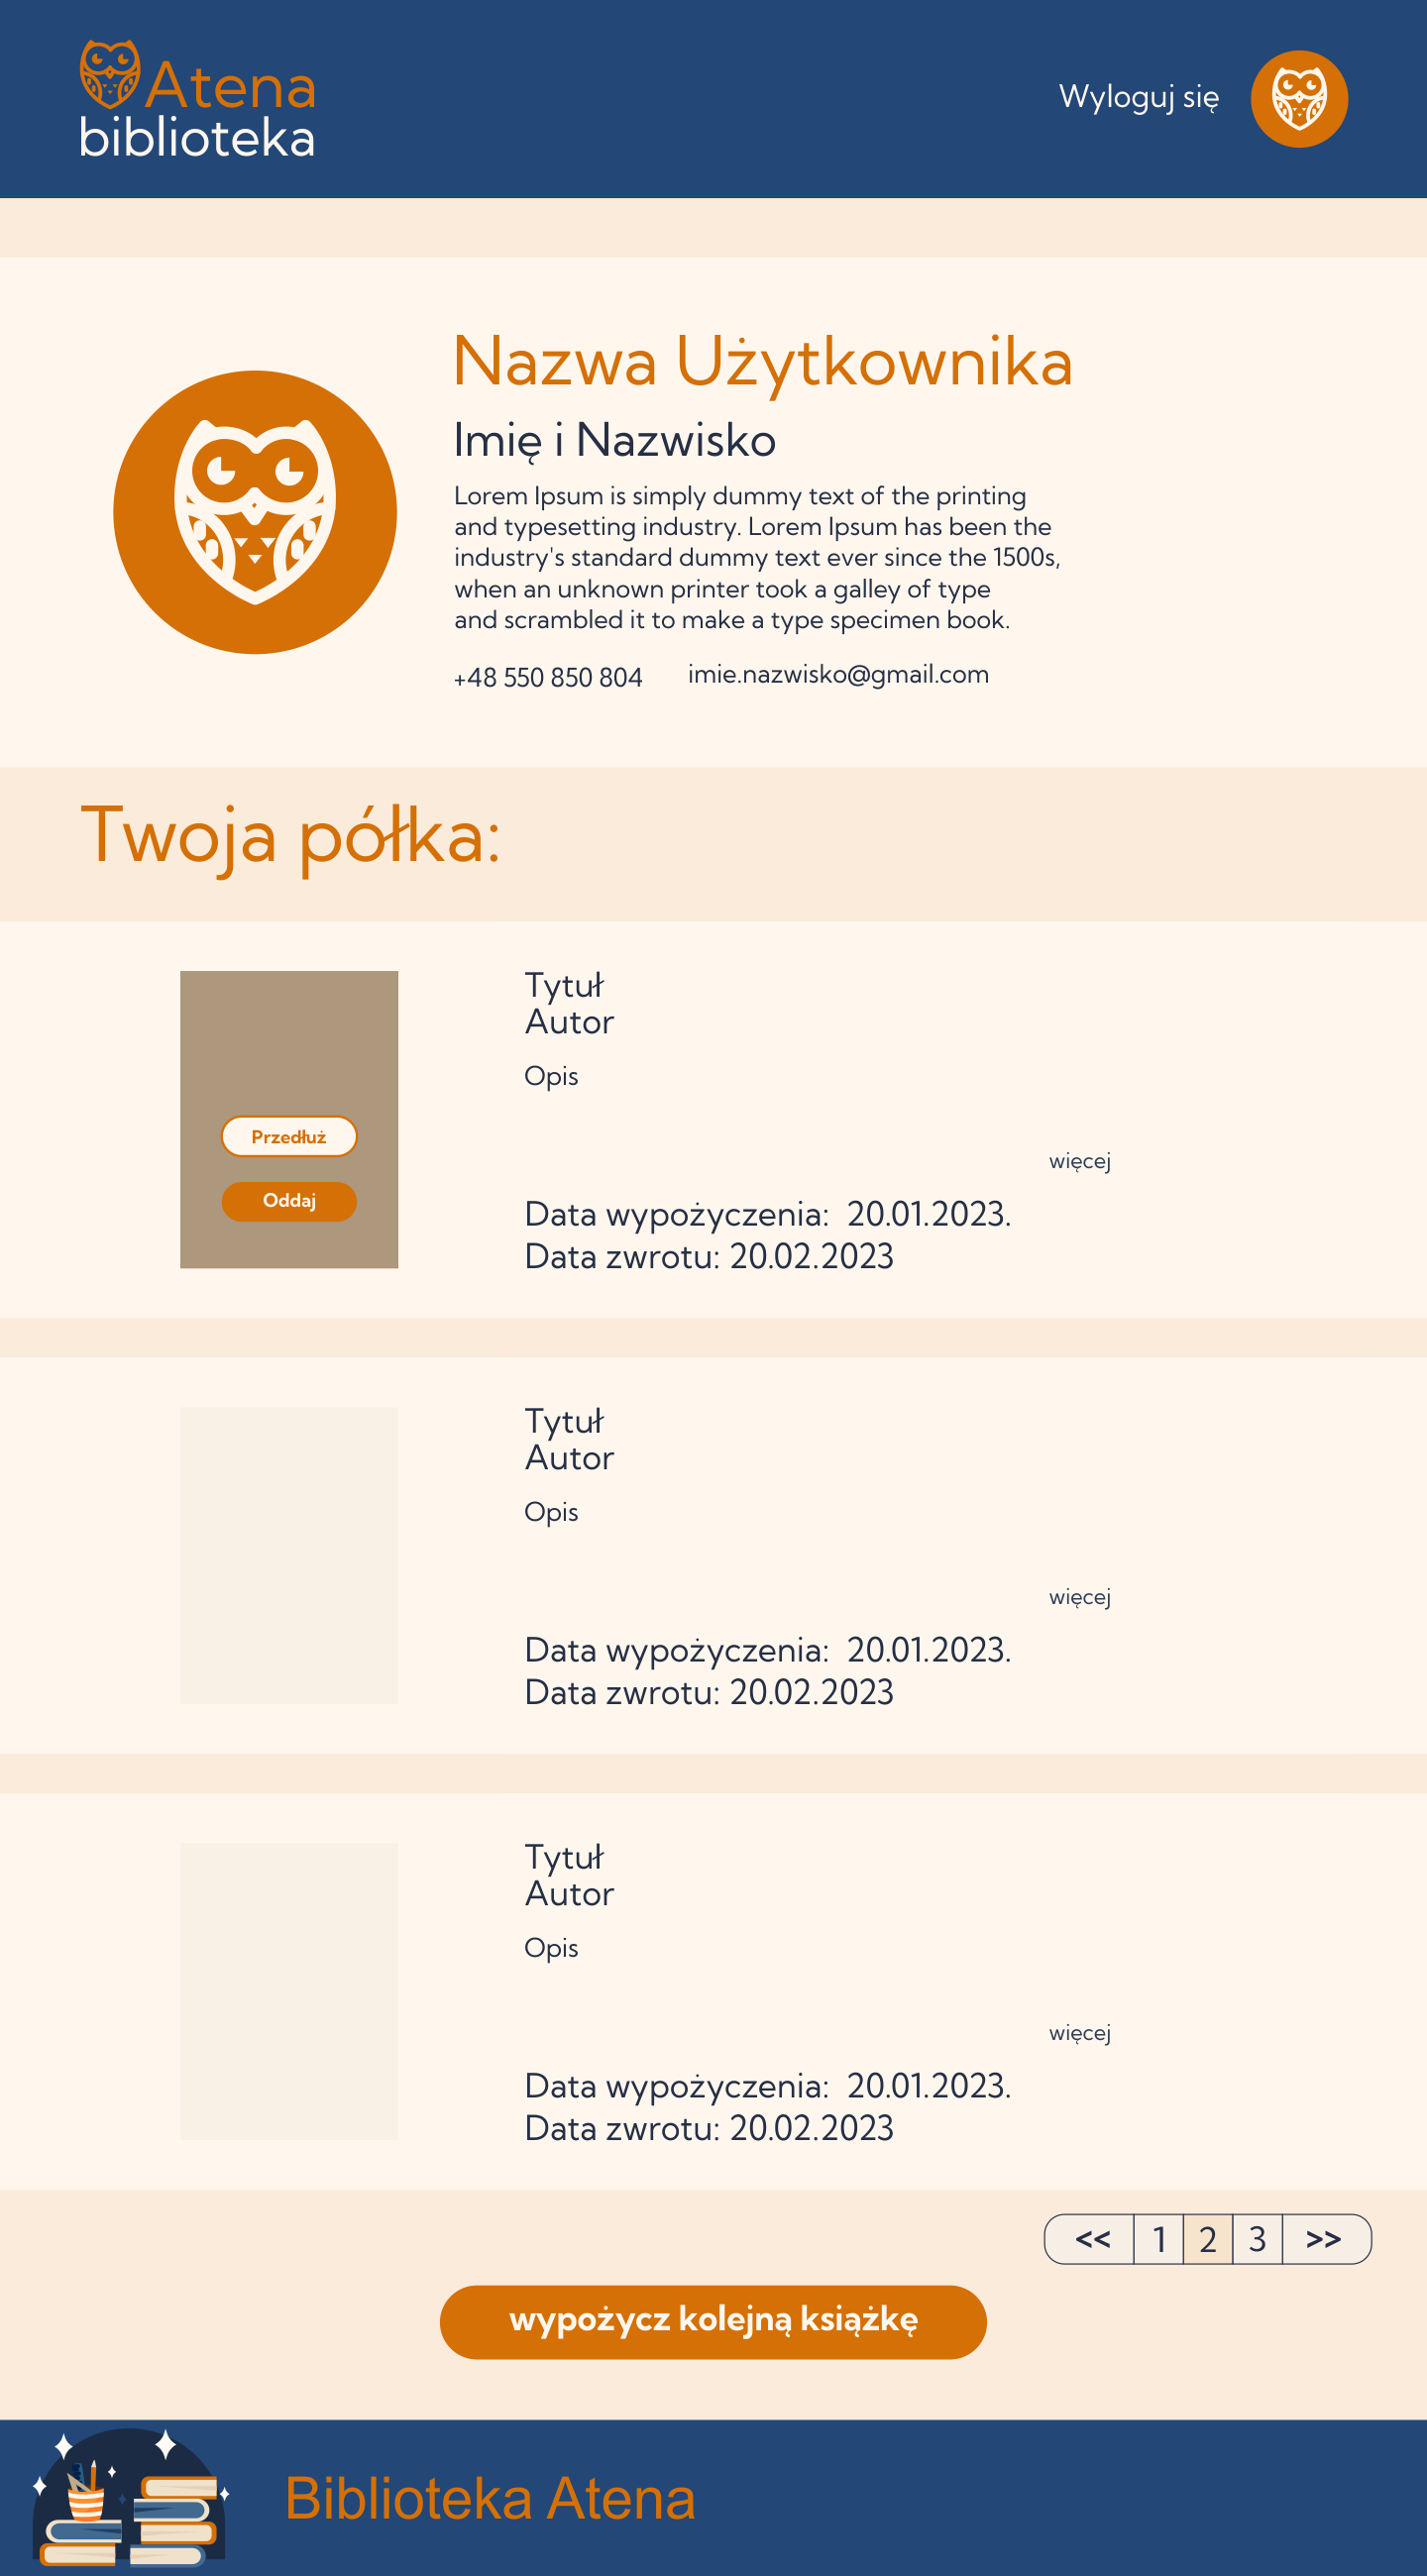 Atena
biblioteka
Wyloguj się
Nazwa Użytkownika
Imię i Nazwisko
Lorem Ipsum is simply dummy text of the printing
and typesetting industry. Lorem Ipsum has been the
industry's standard dummy text ever since the 1500s,
when an unknown printer took a galley of type
and scrambled it to make a type specimen book.
+48 550 850 804 imie.nazwisko@gmail.com
Twoja półka:
Tytuł
Autor
Opis
Przedłuż
więcej
Oddaj
Data wypożyczenia: 20.01.2023.
Data zwrotu: 20.02.2023
Tytuł
Autor
Opis
więcej
Data wypożyczenia: 20.01.2023.
Data zwrotu: 20.02.2023
Tytuł
Autor
Opis
więcej
Data wypożyczenia: 20.01.2023.
Data zwrotu: 20.02.2023
<< 1 2 3 >>
wypożycz kolejną książkę
Biblioteka Atena